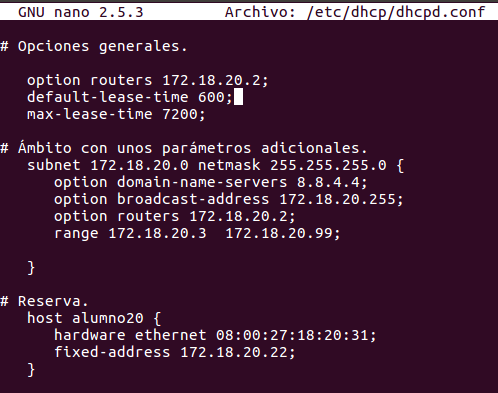 GNU nano 2.5.3 Archivo: /etc/dhcp/dhcpd.conf
# Opciones generales.
option routers 172.18.20.2;
default-lease-time 600;
max-lease-time 7200;
# Ámbito con unos parámetros adicionales.
subnet 172.18.20.0 netmask 255.255.255.0 {
option domain-name-servers 8.8.4.4;
option broadcast-address 172.18.20.255;
option routers 172.18.20.2;
range 172.18.20.3  172.18.20.99;
}
# Reserva.
host alumno20 {
hardware ethernet 08:00:27:18:20:31;
fixed-address 172.18.20.22;
}